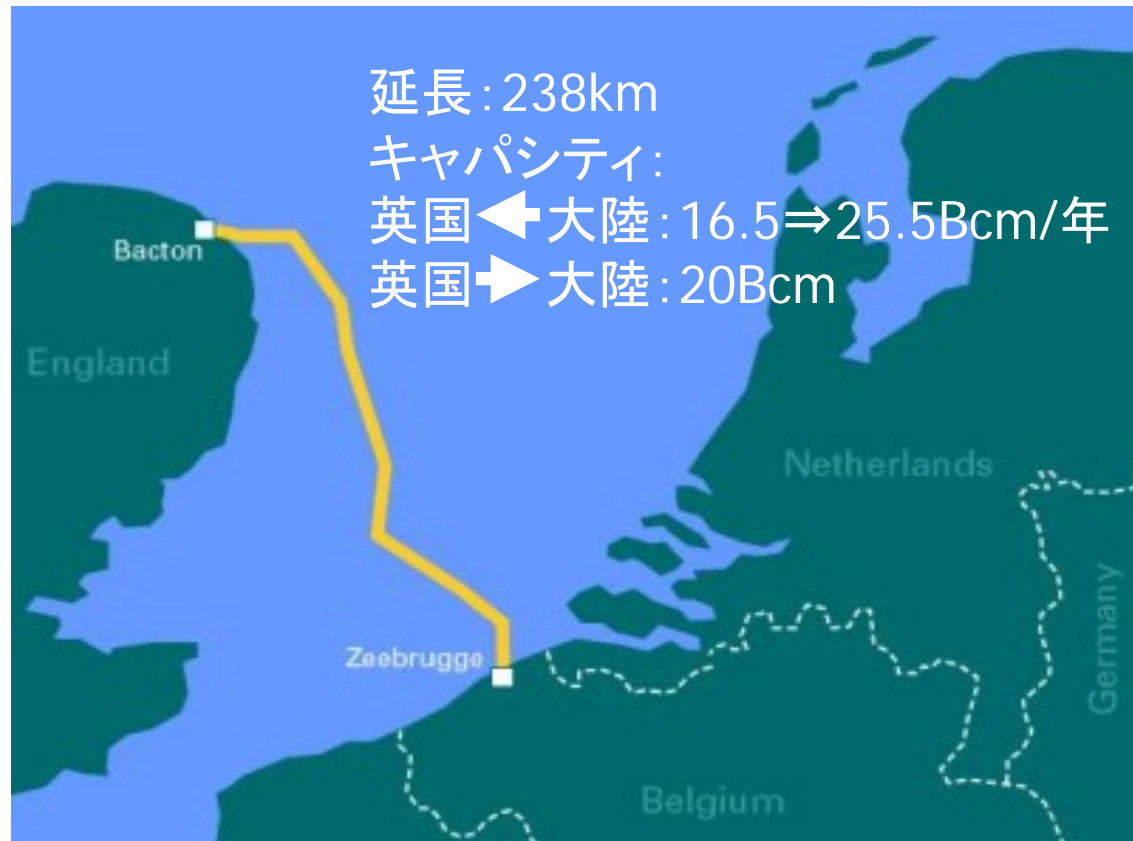 延長：238km
キャパシティ：
英国←大陸：16.5⇒25.5Bcm/年
英国→大陸：20Bcm
Bacton
England
Netherlands
Germany
Zeebrugge
Belgium